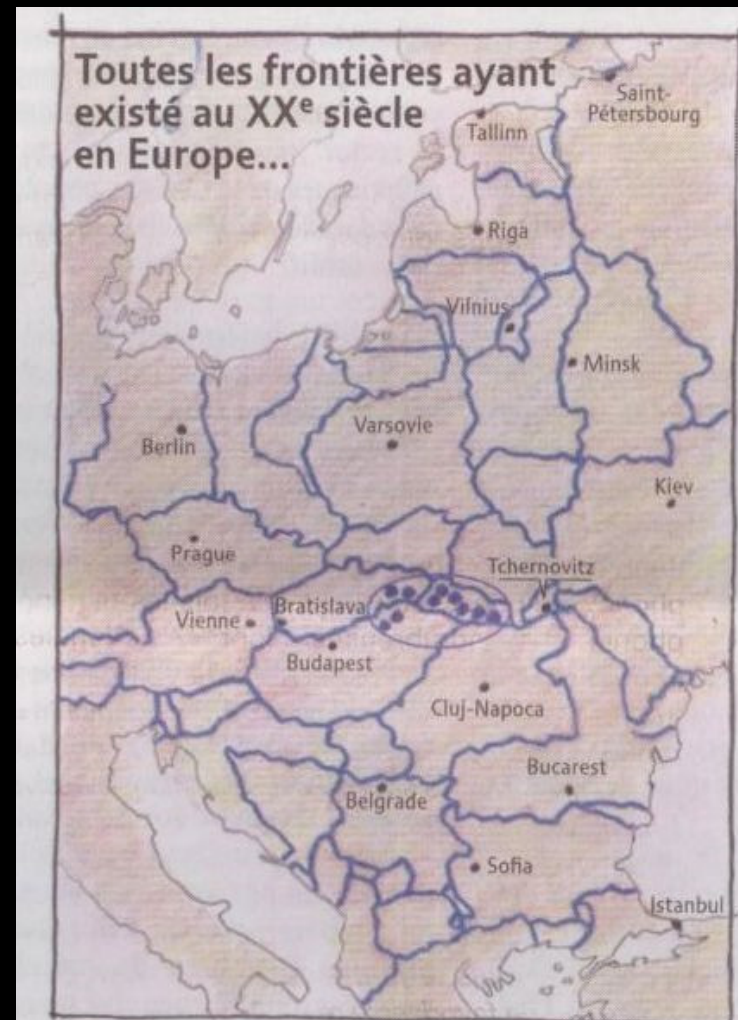 Toutes les frontières ayant
existé au XXe siècle
en Europe...
Saint-
Pétersbourg
Tallinn
Riga
Vilnius
Minsk
Varsovie
Berlin
Kiev
Prague
Tchernovitz
Bratislava
Vienne
Budapest
Cluj-Napoca
Bucarest
Belgrade
Sofia
Istanbul